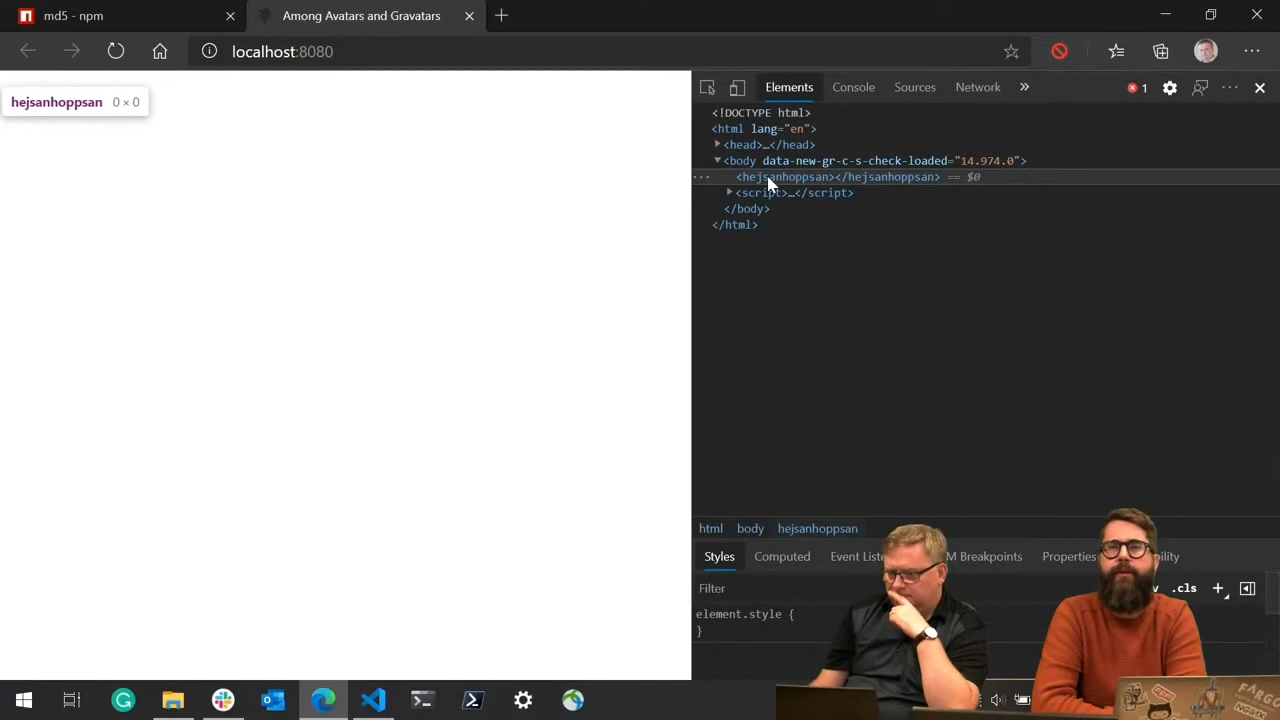 md5 - npm
Among Avatars and Gravatars
localhost:8080
hejsanhoppsan 0 × 0
Elements Console Sources Network 1
<!DOCTYPE html>
<html lang="en">
<head>…</head>
<body data-new-gr-c-s-check-loaded="14.974.0">
<hejsanhoppsan></hejsanhoppsan> == $0
<script>…</script>
</body>
</html>
html body hejsanhoppsan
Styles Computed Event Liste M Breakpoints Properties bility
Filter .cls
element.style {
}
FARGO